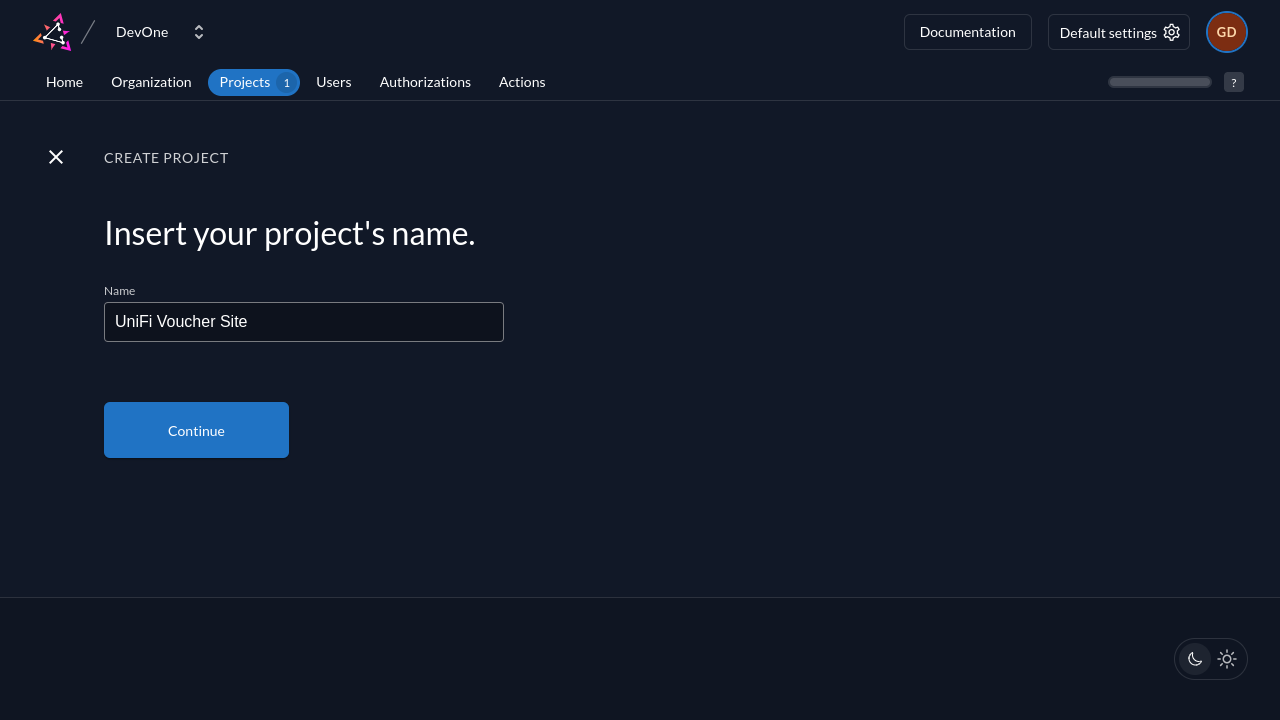 DevOne
Documentation
Default settings
GD
Home
Organization
Projects 1
Users
Authorizations
Actions
?
CREATE PROJECT
Insert your project's name.
Name
UniFi Voucher Site
Continue